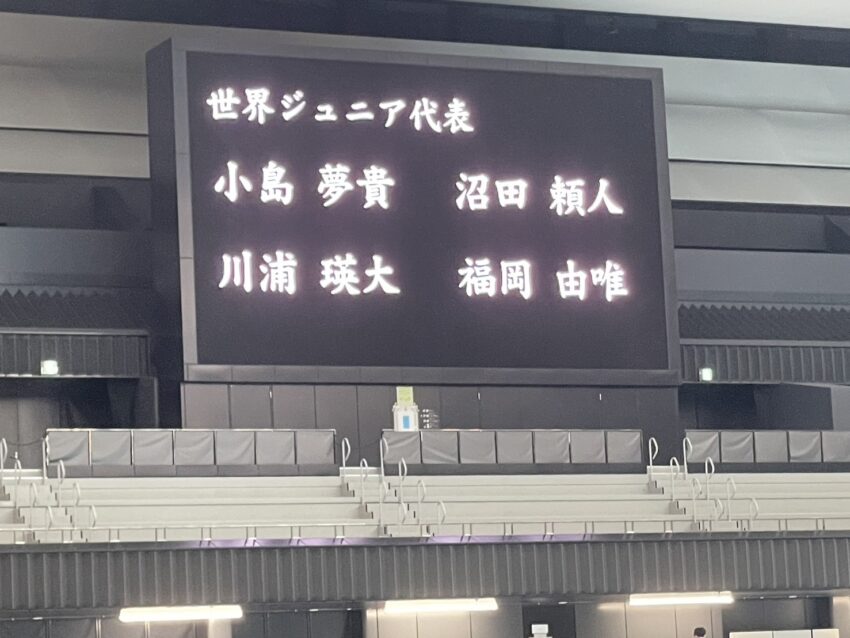 世界ジュニア代表
小島 夢貴 沼田 頼人
川浦 瑛大 福岡 由唯